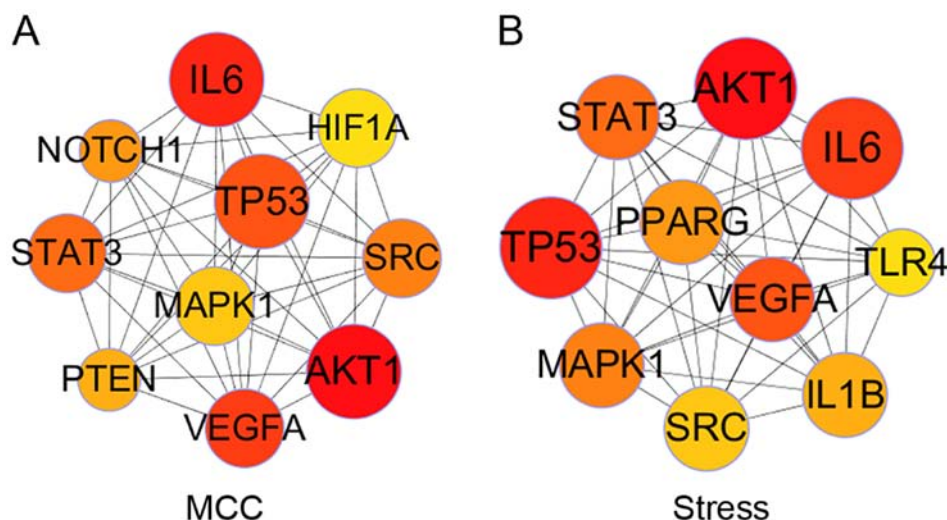 A
IL6
HIF1A
NOTCH1
TP53
STAT3
SRC
MAPK1
PTEN
AKT1
VEGFA
MCC
B
AKT1
STAT3
IL6
PPARG
TP53
TLR4
VEGFA
MAPK1
IL1B
SRC
Stress